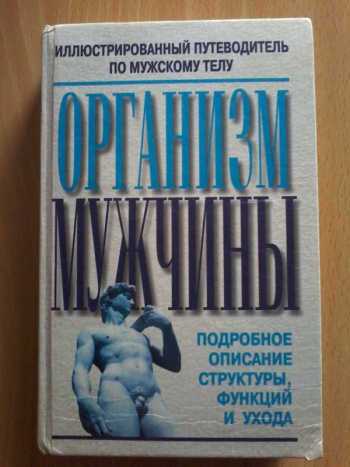 ИЛЛЮСТРИРОВАННЫЙ ПУТЕВОДИТЕЛЬ
ПО МУЖСКОМУ ТЕЛУ
ОРГАНИЗМ
МУЖЧИНЫ
ПОДРОБНОЕ
ОПИСАНИЕ
СТРУКТУРЫ,
ФУНКЦИЙ
И УХОДА